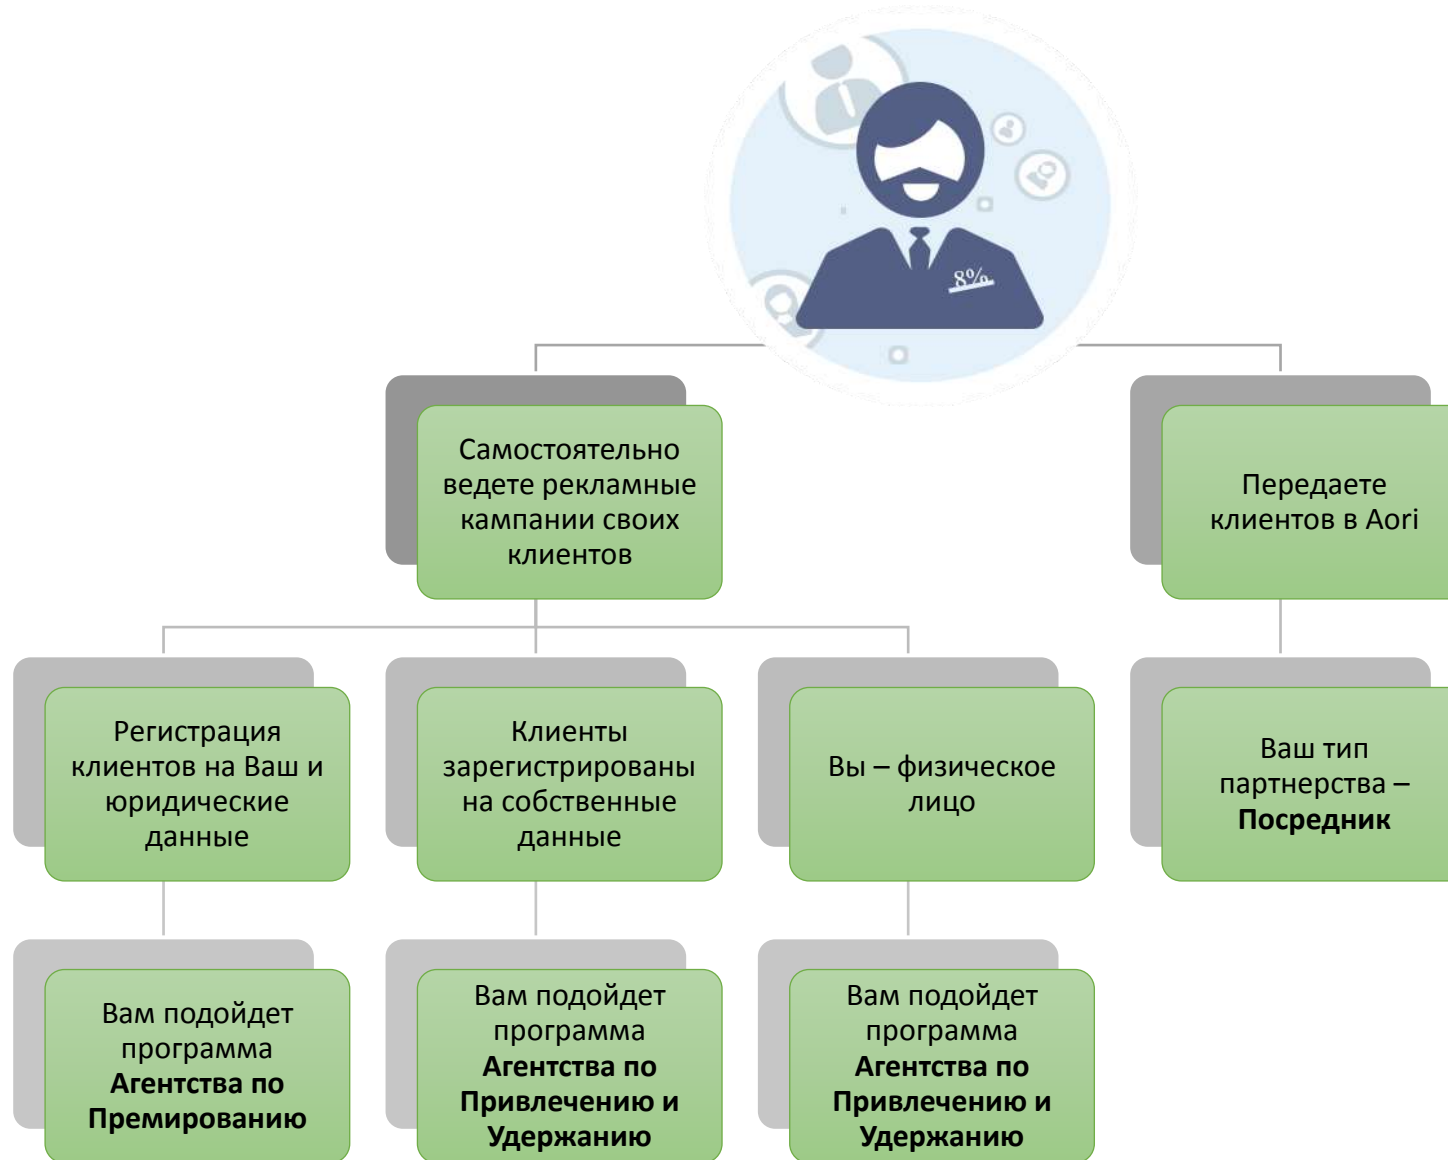 8%
Самостоятельно
ведете рекламные
кампании своих
клиентов
Передаете
клиентов в Aori
Регистрация
клиентов на Ваш и
юридические
данные
Клиенты
зарегистрированы
на собственные
данные
Вы – физическое
лицо
Ваш тип
партнерства –
Посредник
Вам подойдет
программа
Агентства по
Премированию
Вам подойдет
программа
Агентства по
Привлечению и
Удержанию
Вам подойдет
программа
Агентства по
Привлечению и
Удержанию